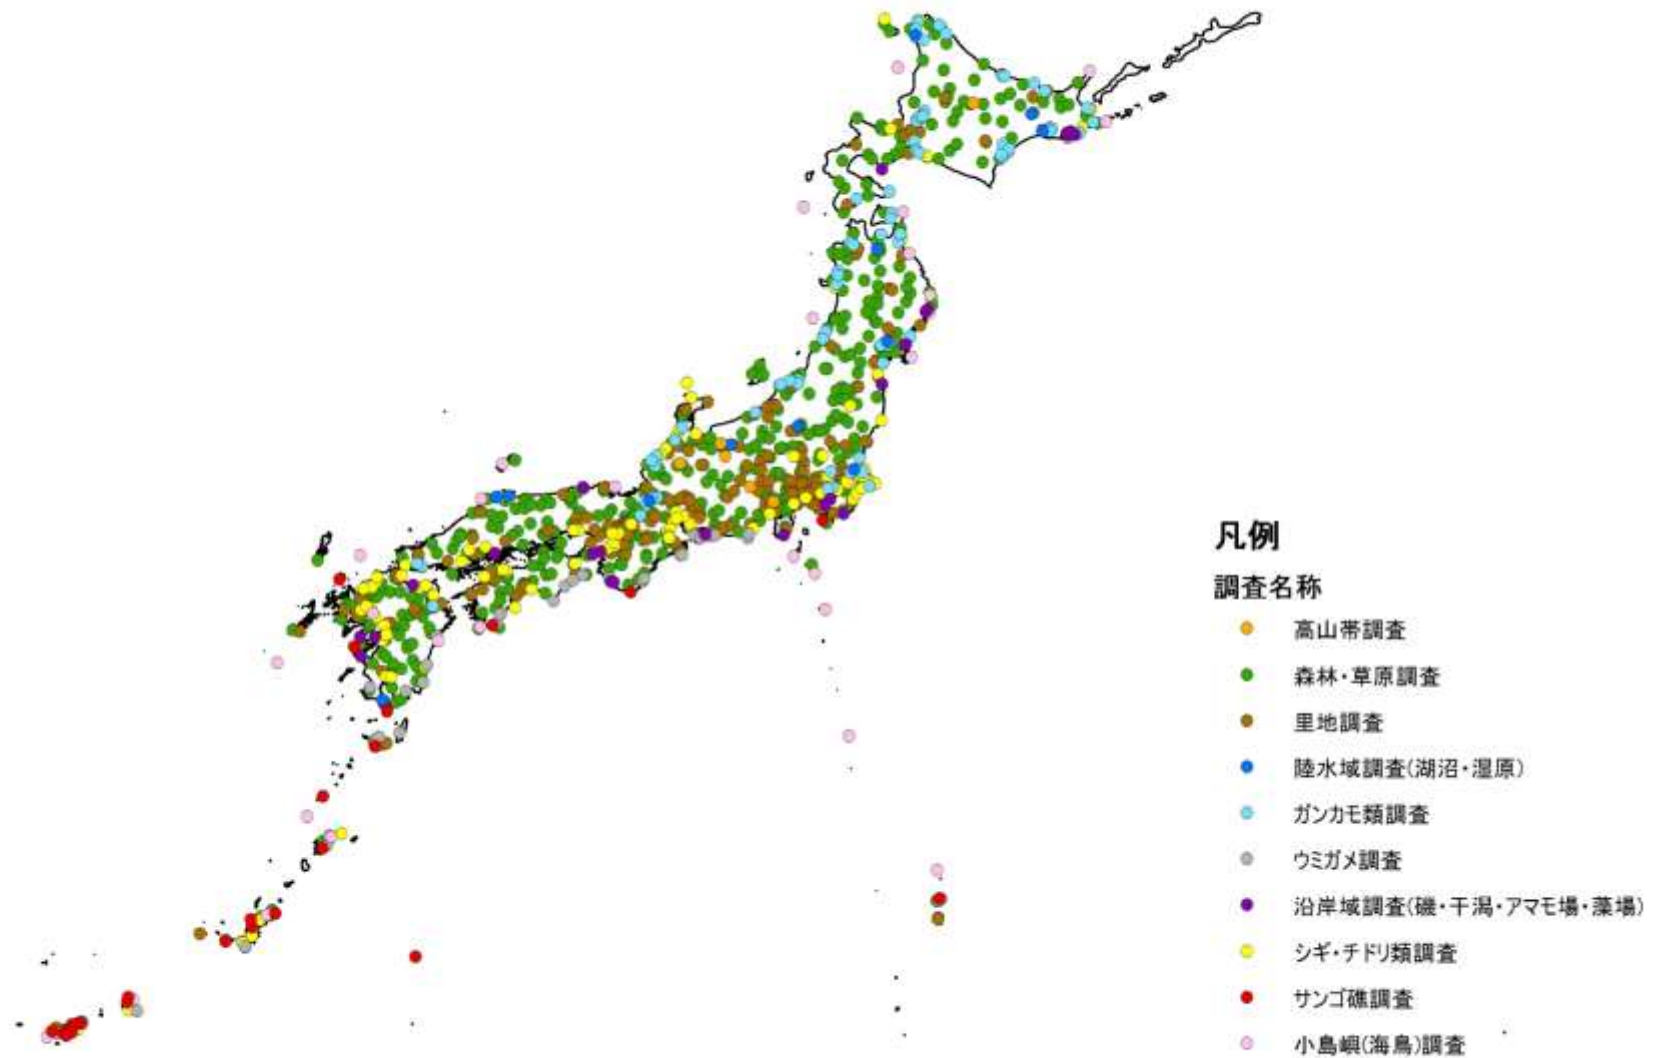 凡例
調査名称
高山帯調査
森林・草原調査
里地調査
陸水域調査(湖沼・湿原)
ガンカモ類調査
ウミガメ調査
沿岸域調査(磯・干潟・アマモ場・藻場)
シギ・チドリ類調査
サンゴ礁調査
小島嶼(海鳥)調査